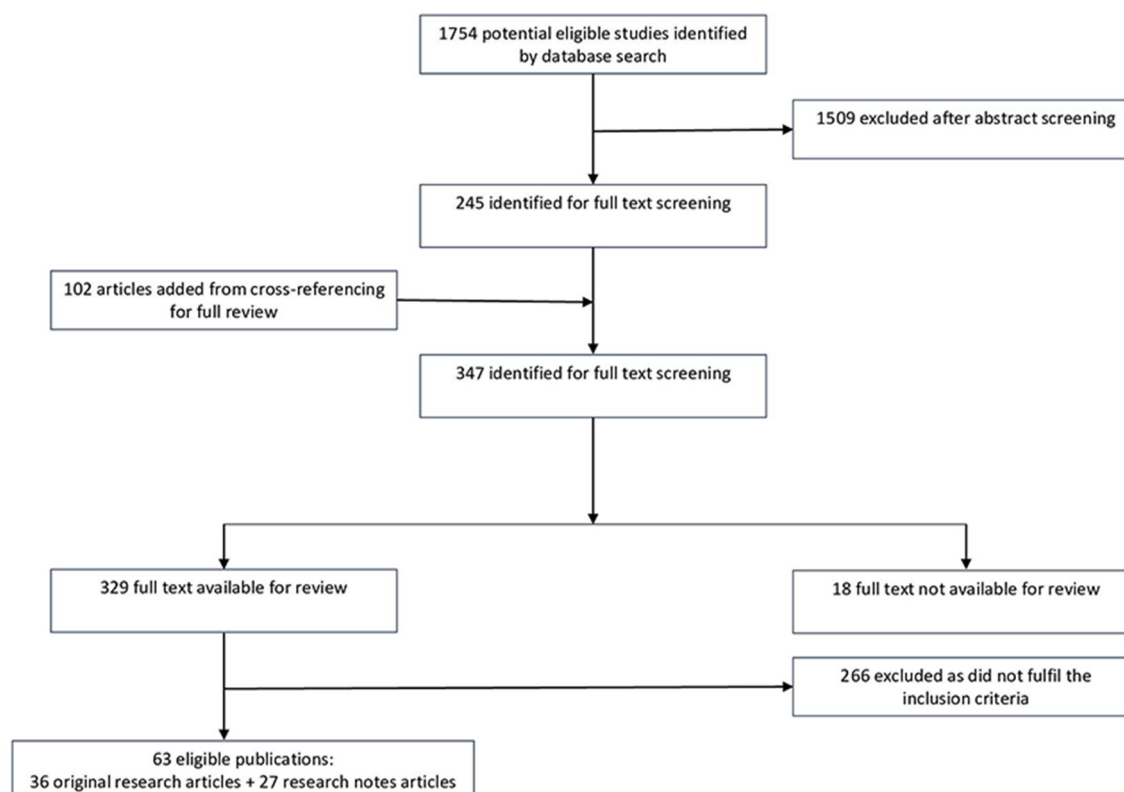 1754 potential eligible studies identified
by database search
1509 excluded after abstract screening
245 identified for full text screening
102 articles added from cross-referencing
for full review
347 identified for full text screening
329 full text available for review
18 full text not available for review
266 excluded as did not fulfil the
inclusion criteria
63 eligible publications:
36 original research articles + 27 research notes articles